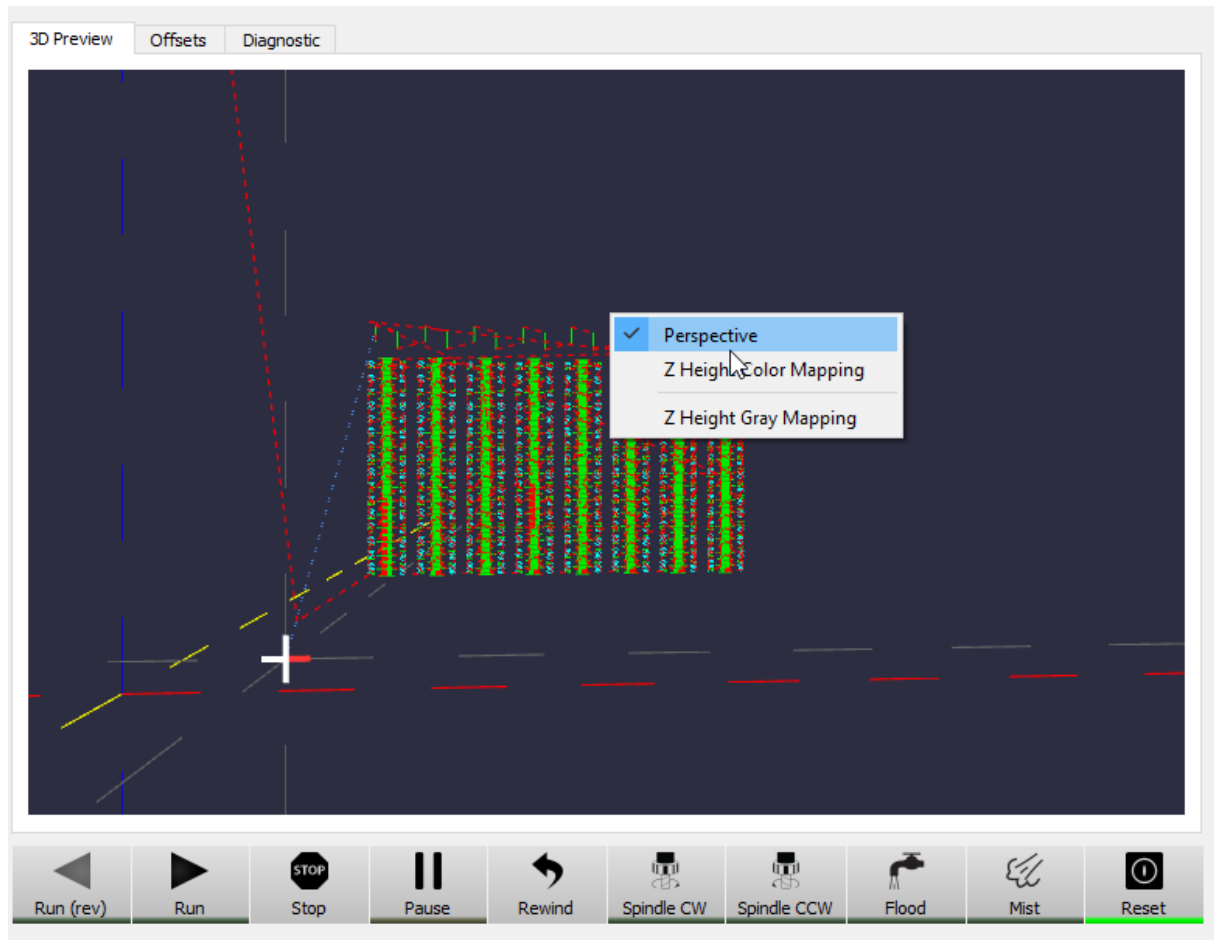 3D Preview Offsets Diagnostic
Perspective
Z Height Color Mapping
Z Height Gray Mapping
STOP
Run (rev) Run Stop Pause Rewind Spindle CW Spindle CCW Flood Mist Reset